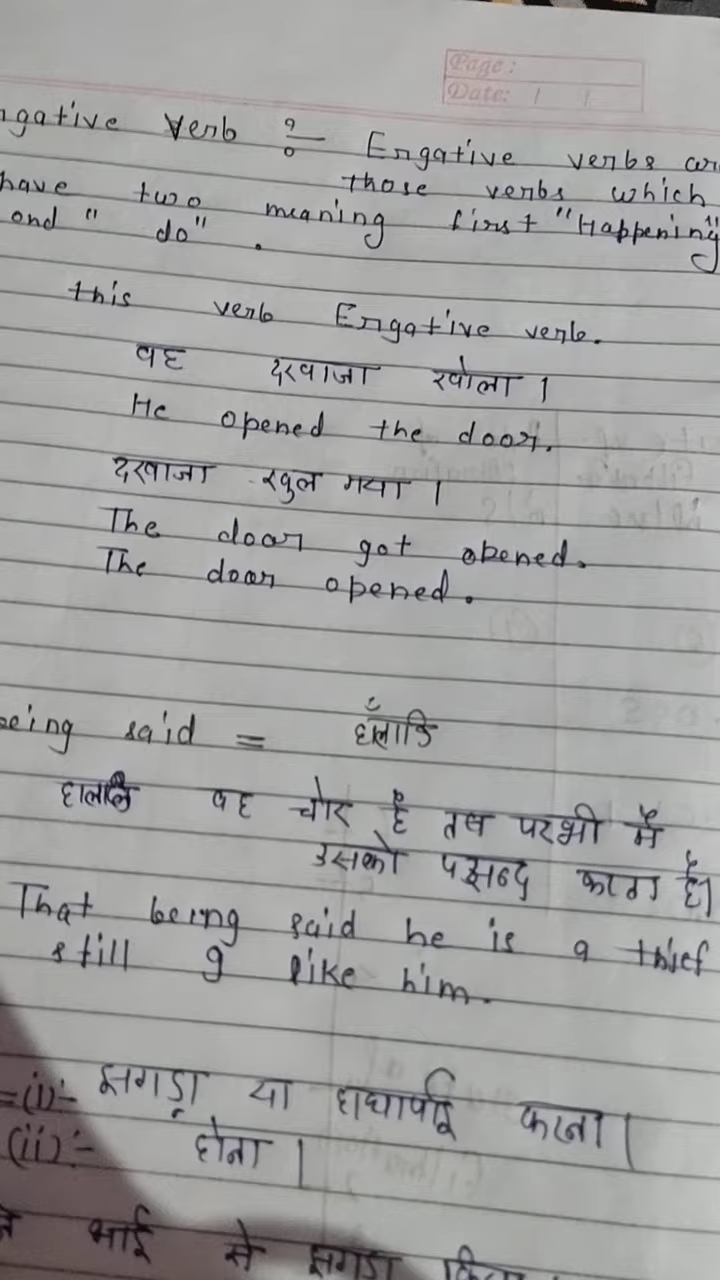 Page:
Date: / /
ngative Verb :- Ergative verbs are
those verbs which
have two meaning first "Happening"
and " do" .
this verb Ergative verb.
वह दरवाजा खोला ।
He opened the door.
दरवाजा खुल गया ।
The door got opened.
The door opened.
being said = हालाकि
हालाकि वह चोर है तब परभी मैं
उसको पसन्द करता हैं।
That being said he is a thief
still I like him.
=(i):- झगड़ा या हाथापाई करना।
(ii):- होना।
ने भाई से झगड़ा